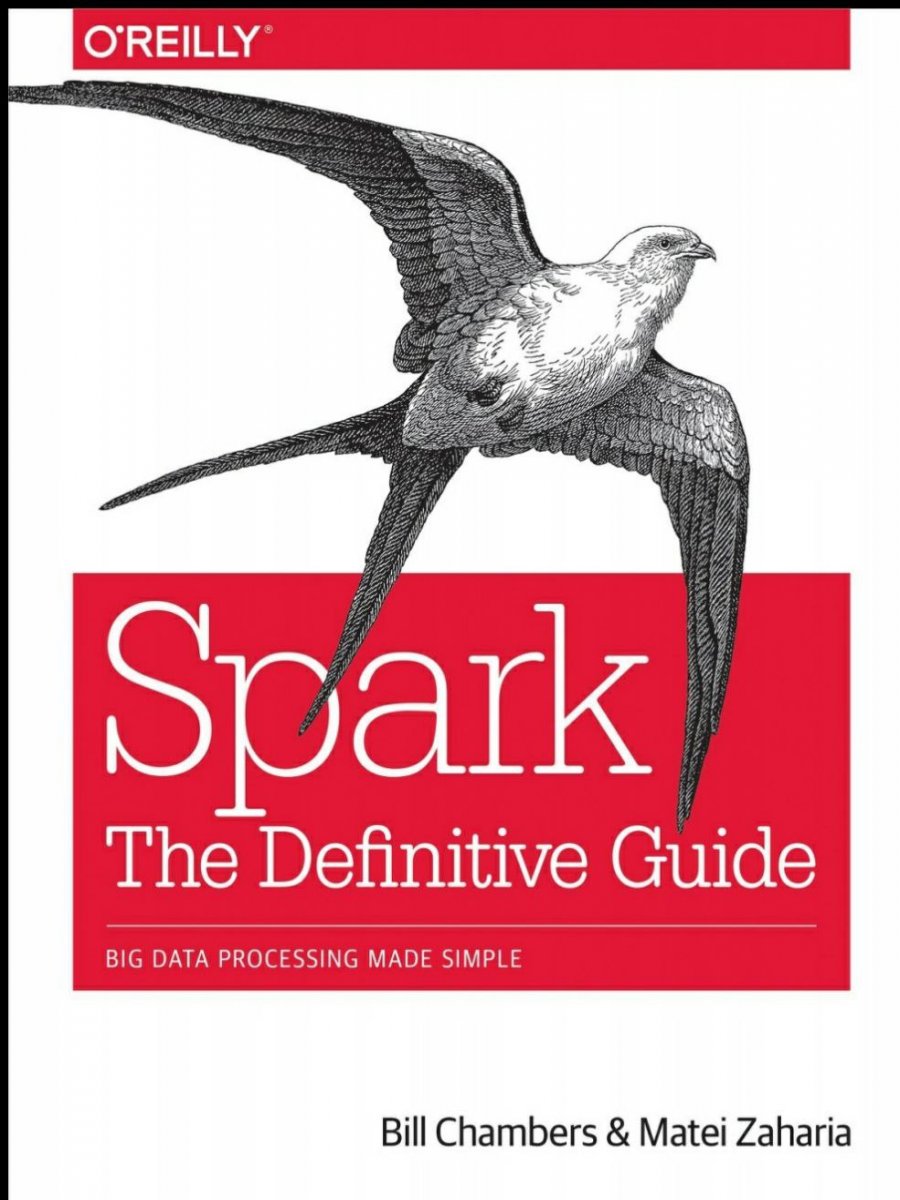 O'REILLY®
Spark
The Definitive Guide
BIG DATA PROCESSING MADE SIMPLE
Bill Chambers & Matei Zaharia